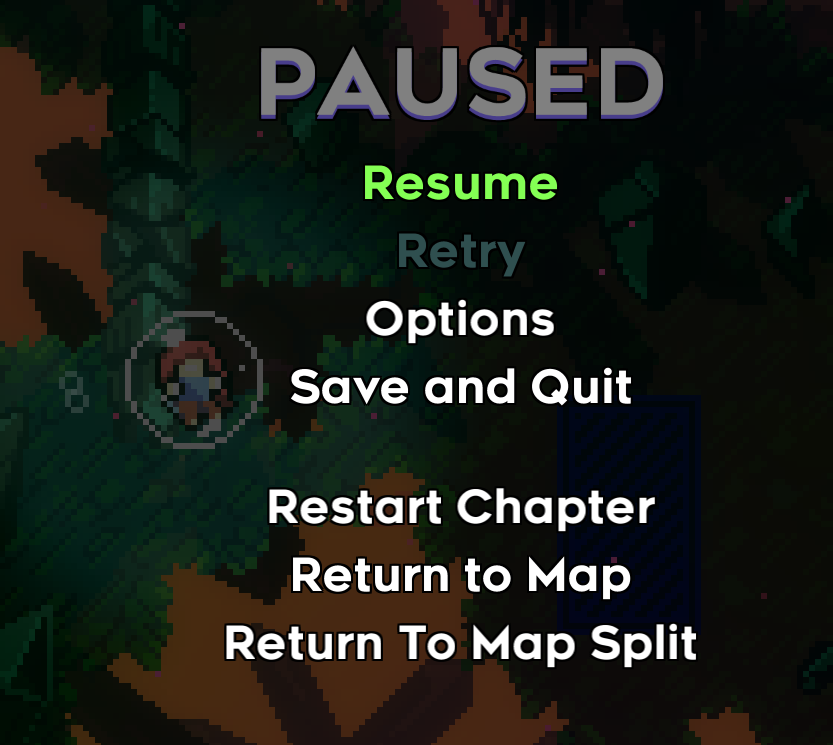 PAUSED
Resume
Retry
Options
Save and Quit
Restart Chapter
Return to Map
Return To Map Split